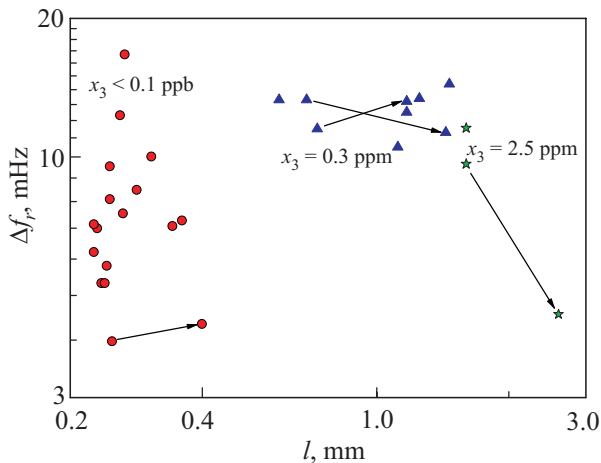 20
x₃ < 0.1 ppb
x₃ = 0.3 ppm
x₃ = 2.5 ppm
10
Δfᵣ, mHz
3
0.2
0.4
1.0
3.0
l, mm